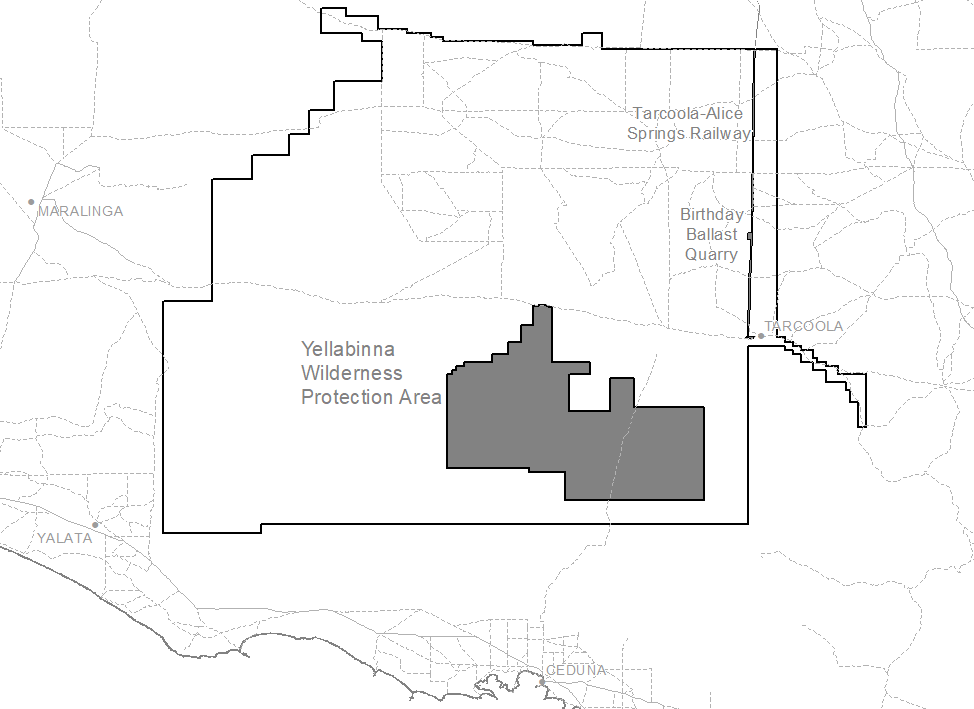 Tarcoola-Alice
Springs Railway
MARALINGA
Birthday
Ballast
Quarry
TARCOOLA
Yellabinna
Wilderness
Protection Area
YALATA
CEDUNA